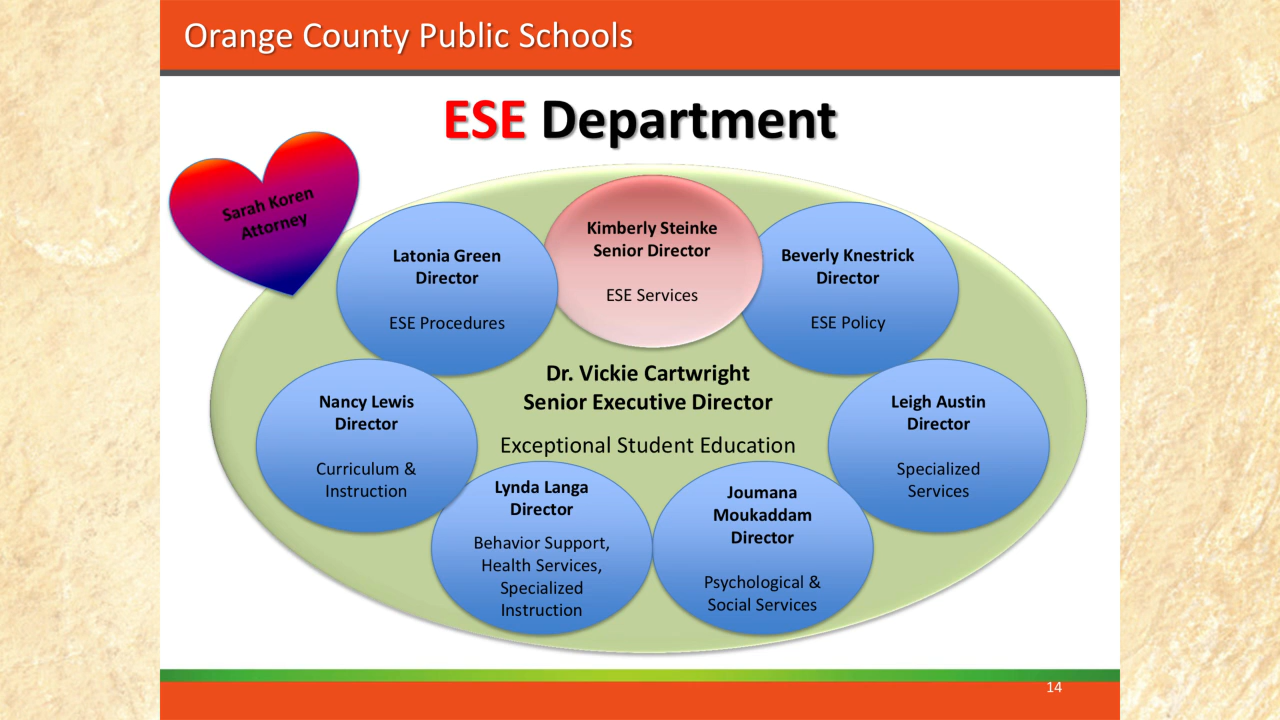 Orange County Public Schools
ESE Department
Sarah Koren
Attorney
Latonia Green
Director
ESE Procedures
Kimberly Steinke
Senior Director
ESE Services
Beverly Knestrick
Director
ESE Policy
Dr. Vickie Cartwright
Senior Executive Director
Exceptional Student Education
Nancy Lewis
Director
Curriculum &
Instruction
Leigh Austin
Director
Specialized
Services
Lynda Langa
Director
Behavior Support,
Health Services,
Specialized
Instruction
Joumana
Moukaddam
Director
Psychological &
Social Services
14